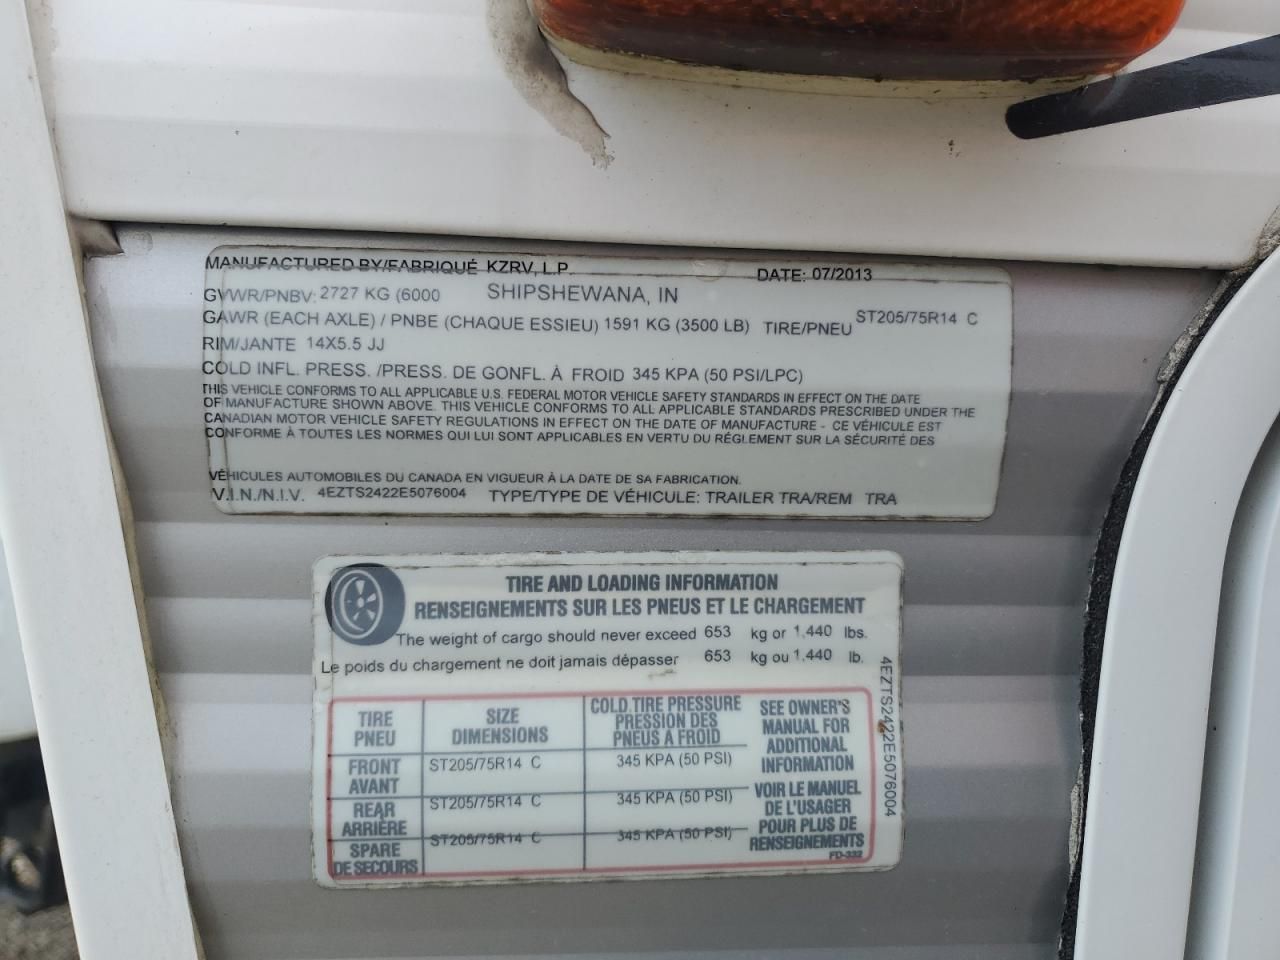 MANUFACTURED BY/FABRIQUÉ KZRV, L.P. DATE: 07/2013
GVWR/PNBV: 2727 KG (6000 SHIPSHEWANA, IN
GAWR (EACH AXLE) / PNBE (CHAQUE ESSIEU) 1591 KG (3500 LB) TIRE/PNEU ST205/75R14 C
RIM/JANTE 14X5.5 JJ
COLD INFL. PRESS. /PRESS. DE GONFL. À FROID 345 KPA (50 PSI/LPC)
THIS VEHICLE CONFORMS TO ALL APPLICABLE U.S. FEDERAL MOTOR VEHICLE SAFETY STANDARDS IN EFFECT ON THE DATE
OF MANUFACTURE SHOWN ABOVE. THIS VEHICLE CONFORMS TO ALL APPLICABLE STANDARDS PRESCRIBED UNDER THE
CANADIAN MOTOR VEHICLE SAFETY REGULATIONS IN EFFECT ON THE DATE OF MANUFACTURE - CE VÉHICULE EST
CONFORME À TOUTES LES NORMES QUI LUI SONT APPLICABLES EN VERTU DU RÉGLEMENT SUR LA SÉCURITÉ DES
VÉHICULES AUTOMOBILES DU CANADA EN VIGUEUR À LA DATE DE SA FABRICATION.
V.I.N./N.I.V. 4EZTS2422E5076004 TYPE/TYPE DE VÉHICULE: TRAILER TRA/REM TRA
TIRE AND LOADING INFORMATION
RENSEIGNEMENTS SUR LES PNEUS ET LE CHARGEMENT
The weight of cargo should never exceed 653 kg or 1,440 lbs.
Le poids du chargement ne doit jamais dépasser 653 kg ou 1,440 lb.
TIRE
PNEU
SIZE
DIMENSIONS
COLD TIRE PRESSURE
PRESSION DES
PNEUS A FROID
FRONT
AVANT
ST205/75R14 C
345 KPA (50 PSI)
REAR
ARRIÈRE
ST205/75R14 C
345 KPA (50 PSI)
SPARE
DE SECOURS
ST205/75R14 C
345 KPA (50 PSI)
SEE OWNER'S
MANUAL FOR
ADDITIONAL
INFORMATION
VOIR LE MANUEL
DE L'USAGER
POUR PLUS DE
RENSEIGNEMENTS
FD-332
4EZTS2422E5076004